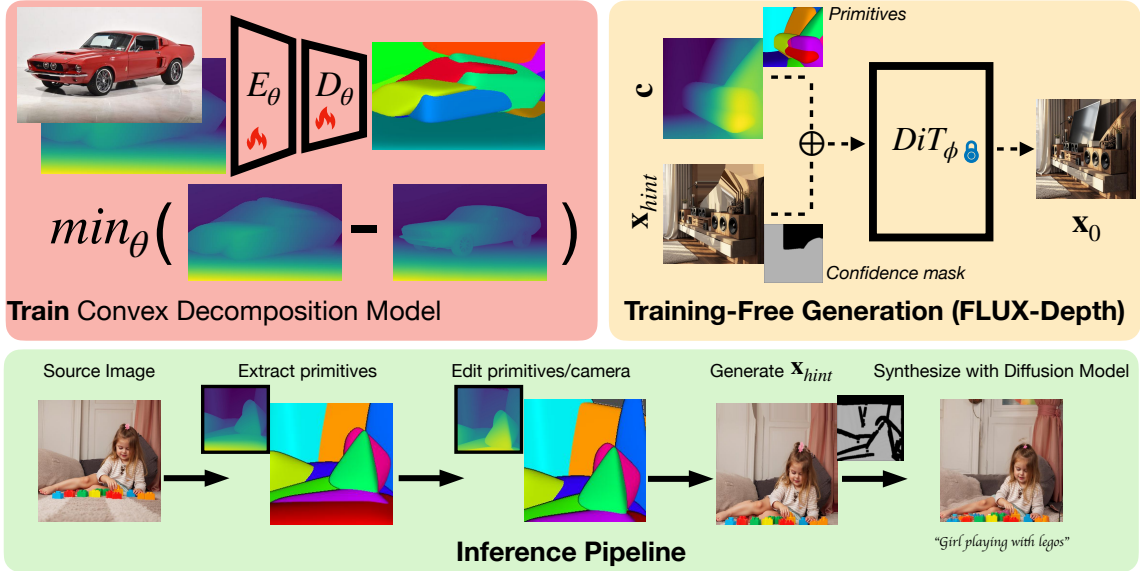 E_θ
D_θ
min_θ( − )
Train Convex Decomposition Model
Primitives
c
x_hint
DiT_φ
x_0
Confidence mask
Training-Free Generation (FLUX-Depth)
Source Image
Extract primitives
Edit primitives/camera
Generate x_hint
Synthesize with Diffusion Model
"Girl playing with legos"
Inference Pipeline